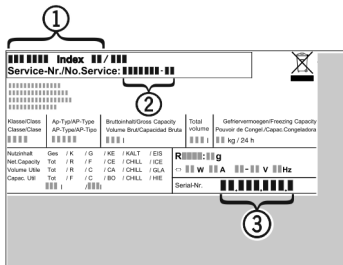 1
Index /
Service-Nr./No.Service: -
2
Klasse/Class Ap-Typ/AP-Type Bruttoinhalt/Gross Capacity Total Gefriervermoegen/Freezing Capacity
Classe/Clase AP-Type/AP-Tipo Volume Brut/Capacidad Bruta volume Pouvoir de Congel./Capac.Congeladora
l l kg / 24 h
Nutzinhalt Ges / K / G / KE / KALT / EIS
Net.Capacity Tot / R / F / CE / CHILL / ICE
Volume Utile Tot / R / C / CA / CHILL / GLA
Capac. Util Tot / F / C / BO / CHILL / HIE
l / l
R : g
W A - V Hz
Serial-Nr.
3